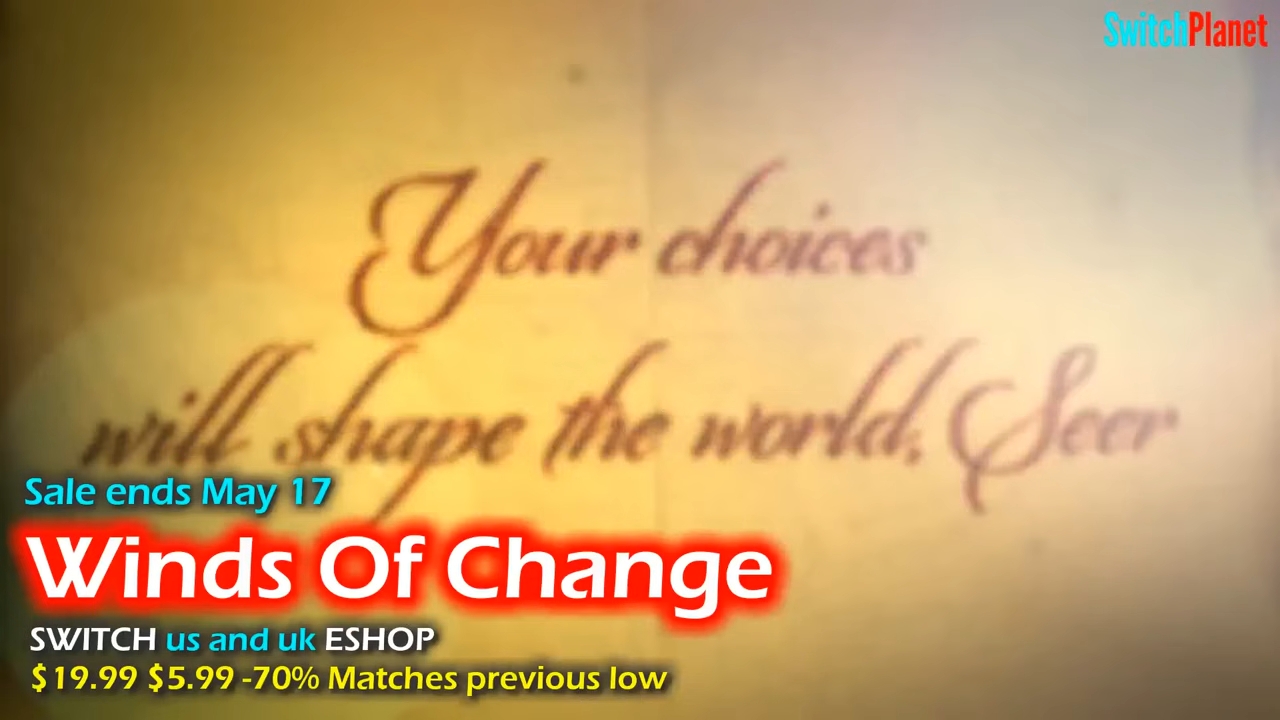 SwitchPlanet
Your choices
will shape the world, Seer
Sale ends May 17
Winds Of Change
SWITCH us and uk ESHOP
$19.99 $5.99 -70% Matches previous low